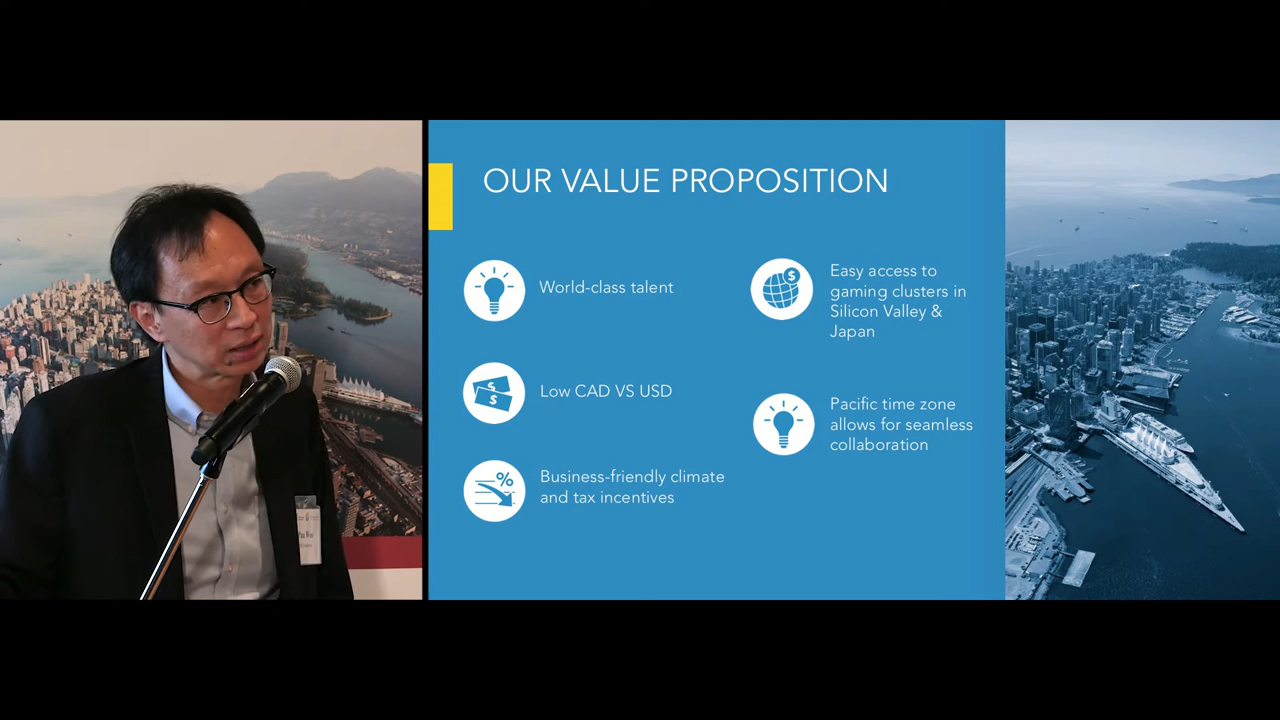 OUR VALUE PROPOSITION
World-class talent
Low CAD VS USD
Business-friendly climate
and tax incentives
Easy access to
gaming clusters in
Silicon Valley &
Japan
Pacific time zone
allows for seamless
collaboration